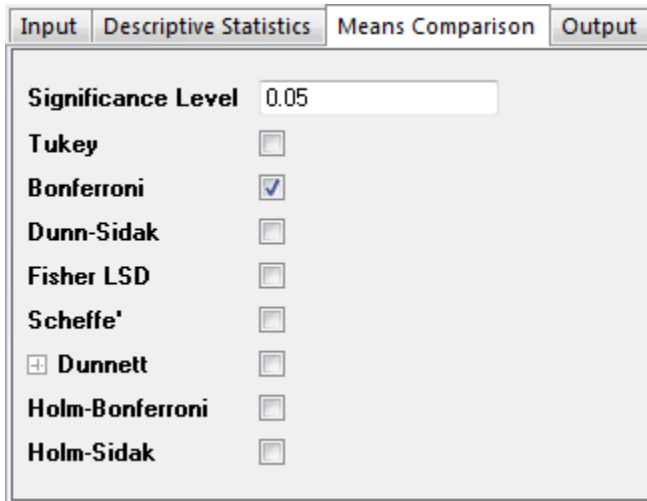 Input Descriptive Statistics Means Comparison Output
Significance Level 0.05
Tukey
Bonferroni
Dunn-Sidak
Fisher LSD
Scheffe'
Dunnett
Holm-Bonferroni
Holm-Sidak